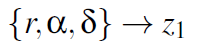 {r, α, δ} → z₁